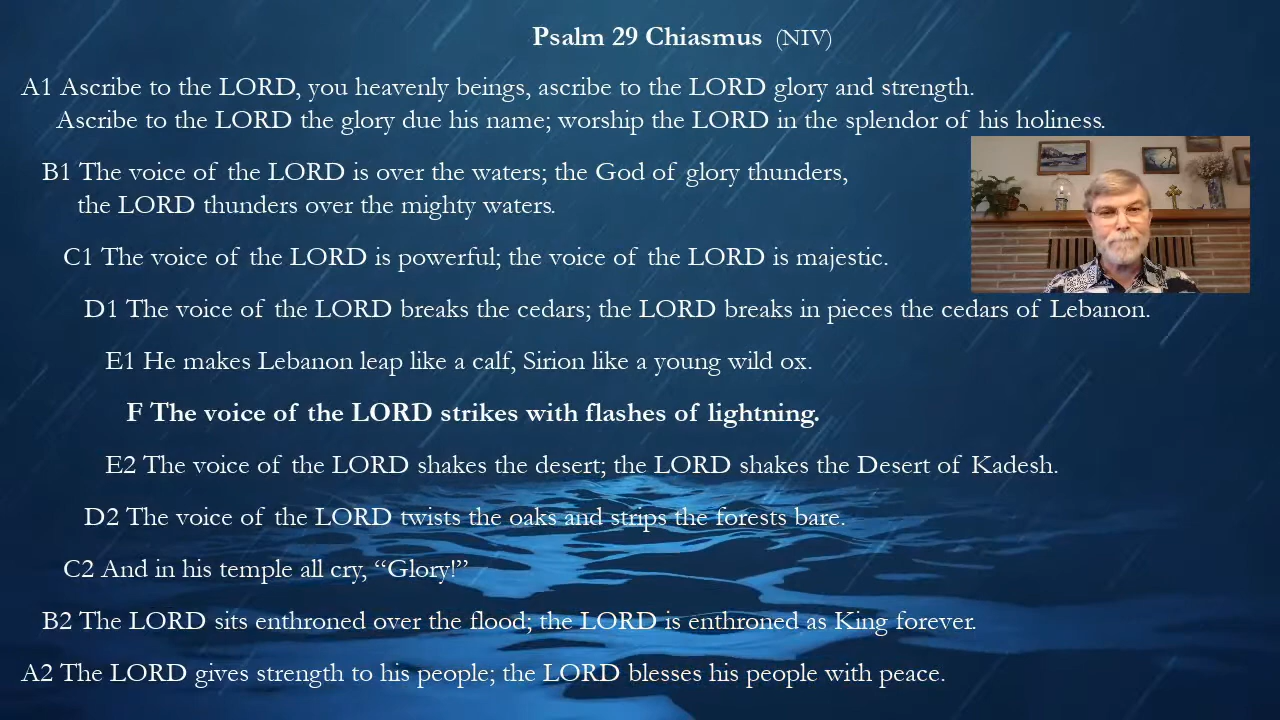 Psalm 29 Chiasmus (NIV)
A1 Ascribe to the LORD, you heavenly beings, ascribe to the LORD glory and strength.
Ascribe to the LORD the glory due his name; worship the LORD in the splendor of his holiness.
B1 The voice of the LORD is over the waters; the God of glory thunders,
the LORD thunders over the mighty waters.
C1 The voice of the LORD is powerful; the voice of the LORD is majestic.
D1 The voice of the LORD breaks the cedars; the LORD breaks in pieces the cedars of Lebanon.
E1 He makes Lebanon leap like a calf, Sirion like a young wild ox.
F The voice of the LORD strikes with flashes of lightning.
E2 The voice of the LORD shakes the desert; the LORD shakes the Desert of Kadesh.
D2 The voice of the LORD twists the oaks and strips the forests bare.
C2 And in his temple all cry, “Glory!”
B2 The LORD sits enthroned over the flood; the LORD is enthroned as King forever.
A2 The LORD gives strength to his people; the LORD blesses his people with peace.